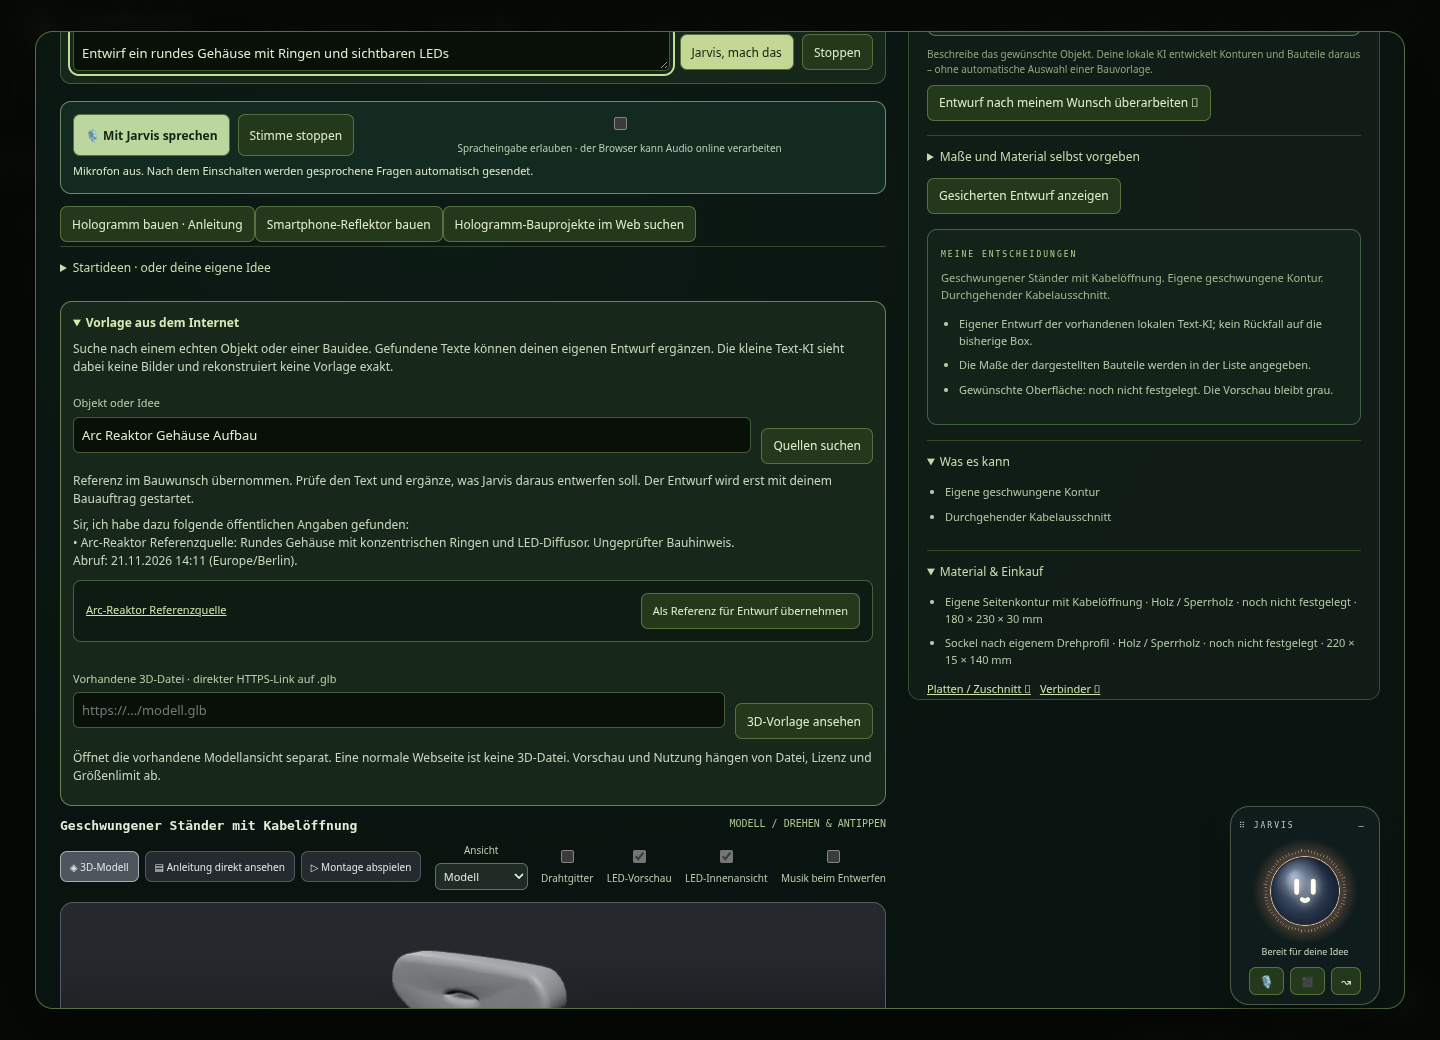 Entwirf ein rundes Gehäuse mit Ringen und sichtbaren LEDs
Jarvis, mach das
Stoppen
Mit Jarvis sprechen
Stimme stoppen
Spracheingabe erlauben · der Browser kann Audio online verarbeiten
Mikrofon aus. Nach dem Einschalten werden gesprochene Fragen automatisch gesendet.
Hologramm bauen · Anleitung
Smartphone-Reflektor bauen
Hologramm-Bauprojekte im Web suchen
Startideen · oder deine eigene Idee
Vorlage aus dem Internet
Suche nach einem echten Objekt oder einer Bauidee. Gefundene Texte können deinen eigenen Entwurf ergänzen. Die kleine Text-KI sieht
dabei keine Bilder und rekonstruiert keine Vorlage exakt.
Objekt oder Idee
Arc Reaktor Gehäuse Aufbau
Quellen suchen
Referenz im Bauwunsch übernommen. Prüfe den Text und ergänze, was Jarvis daraus entwerfen soll. Der Entwurf wird erst mit deinem
Bauauftrag gestartet.
Sir, ich habe dazu folgende öffentlichen Angaben gefunden:
• Arc-Reaktor Referenzquelle: Rundes Gehäuse mit konzentrischen Ringen und LED-Diffusor. Ungeprüfter Bauhinweis.
Abruf: 21.11.2026 14:11 (Europe/Berlin).
Arc-Reaktor Referenzquelle
Als Referenz für Entwurf übernehmen
Vorhandene 3D-Datei · direkter HTTPS-Link auf .glb
https://.../modell.glb
3D-Vorlage ansehen
Öffnet die vorhandene Modellansicht separat. Eine normale Webseite ist keine 3D-Datei. Vorschau und Nutzung hängen von Datei, Lizenz und
Größenlimit ab.
Geschwungener Ständer mit Kabelöffnung
MODELL / DREHEN & ANTIPPEN
3D-Modell
Anleitung direkt ansehen
Montage abspielen
Ansicht
Modell
Drahtgitter
LED-Vorschau
LED-Innenansicht
Musik beim Entwerfen
Beschreibe das gewünschte Objekt. Deine lokale KI entwickelt Konturen und Bauteile daraus
– ohne automatische Auswahl einer Bauvorlage.
Entwurf nach meinem Wunsch überarbeiten
Maße und Material selbst vorgeben
Gesicherten Entwurf anzeigen
MEINE ENTSCHEIDUNGEN
Geschwungener Ständer mit Kabelöffnung. Eigene geschwungene Kontur.
Durchgehender Kabelausschnitt.
• Eigener Entwurf der vorhandenen lokalen Text-KI; kein Rückfall auf die
bisherige Box.
• Die Maße der dargestellten Bauteile werden in der Liste angegeben.
• Gewünschte Oberfläche: noch nicht festgelegt. Die Vorschau bleibt grau.
Was es kann
• Eigene geschwungene Kontur
• Durchgehender Kabelausschnitt
Material & Einkauf
• Eigene Seitenkontur mit Kabelöffnung · Holz / Sperrholz · noch nicht festgelegt ·
180 × 230 × 30 mm
• Sockel nach eigenem Drehprofil · Holz / Sperrholz · noch nicht festgelegt · 220 ×
15 × 140 mm
Platten / Zuschnitt
Verbinder
JARVIS
Bereit für deine Idee